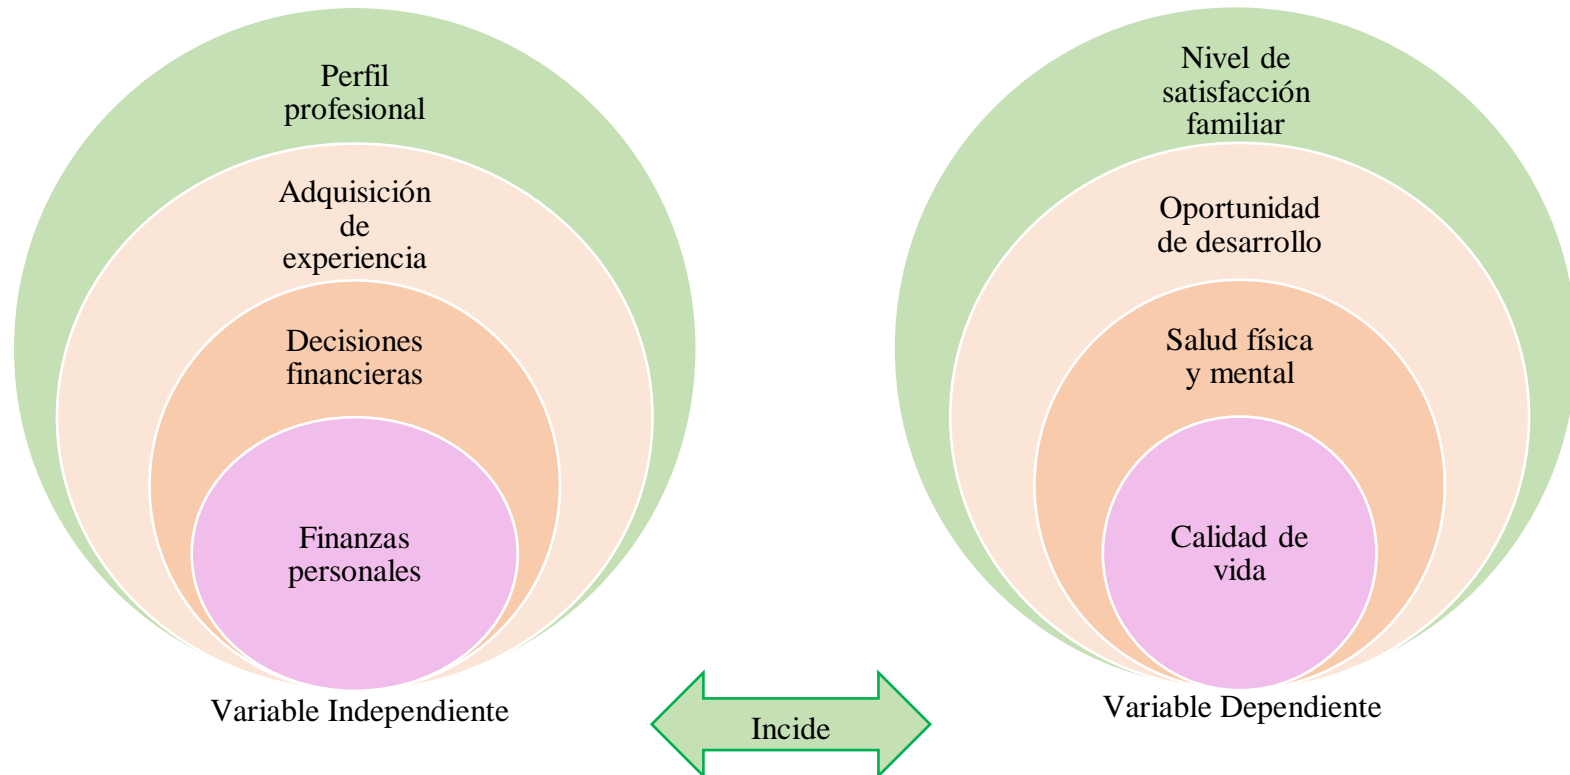 Perfil
profesional
Adquisición
de
experiencia
Decisiones
financieras
Finanzas
personales
Variable Independiente
Incide
Nivel de
satisfacción
familiar
Oportunidad
de desarrollo
Salud física
y mental
Calidad de
vida
Variable Dependiente